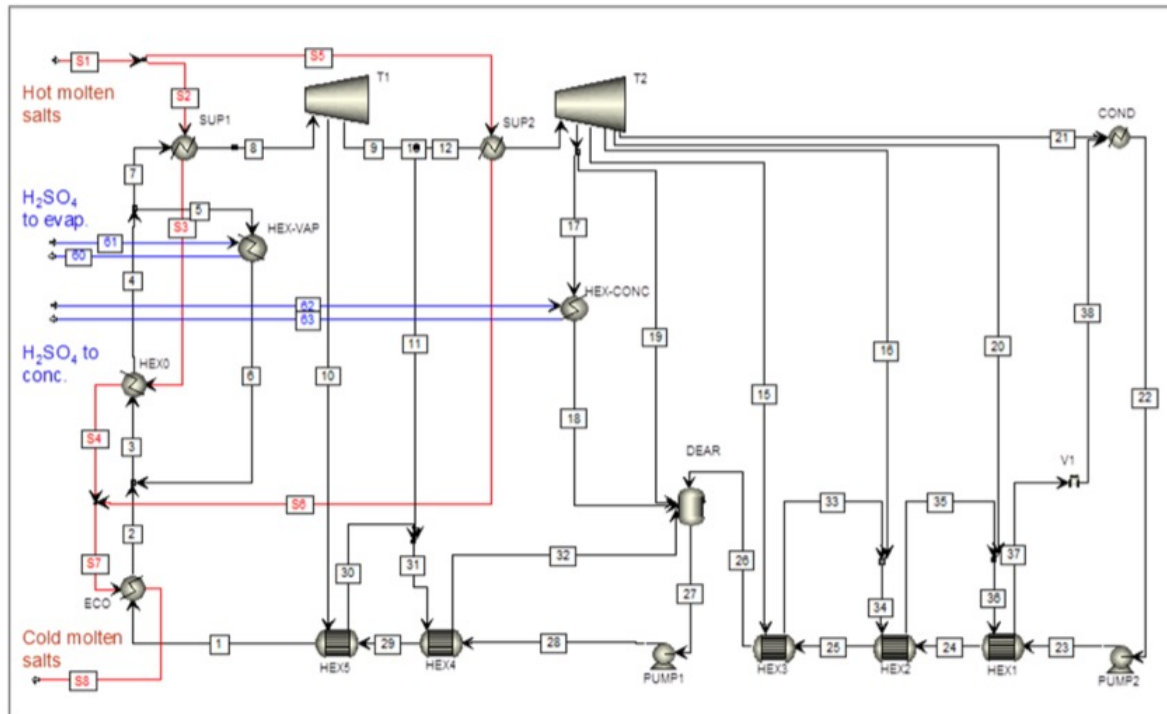 S1
S5
T1
T2
Hot molten
salts
S2
SUP1
SUP2
COND
8
9
12
21
7
H2SO4
to evap.
5
S3
HEX-VAP
17
61
60
4
62
HEX-CONC
63
38
H2SO4 to
conc.
HEX0
6
11
19
16
20
10
15
22
18
S4
3
DEAR
V1
S6
33
35
2
32
26
37
S7
30
31
27
34
36
ECO
Cold molten
salts
1
29
28
25
24
23
HEX5
HEX4
PUMP1
HEX3
HEX2
HEX1
PUMP2
S8